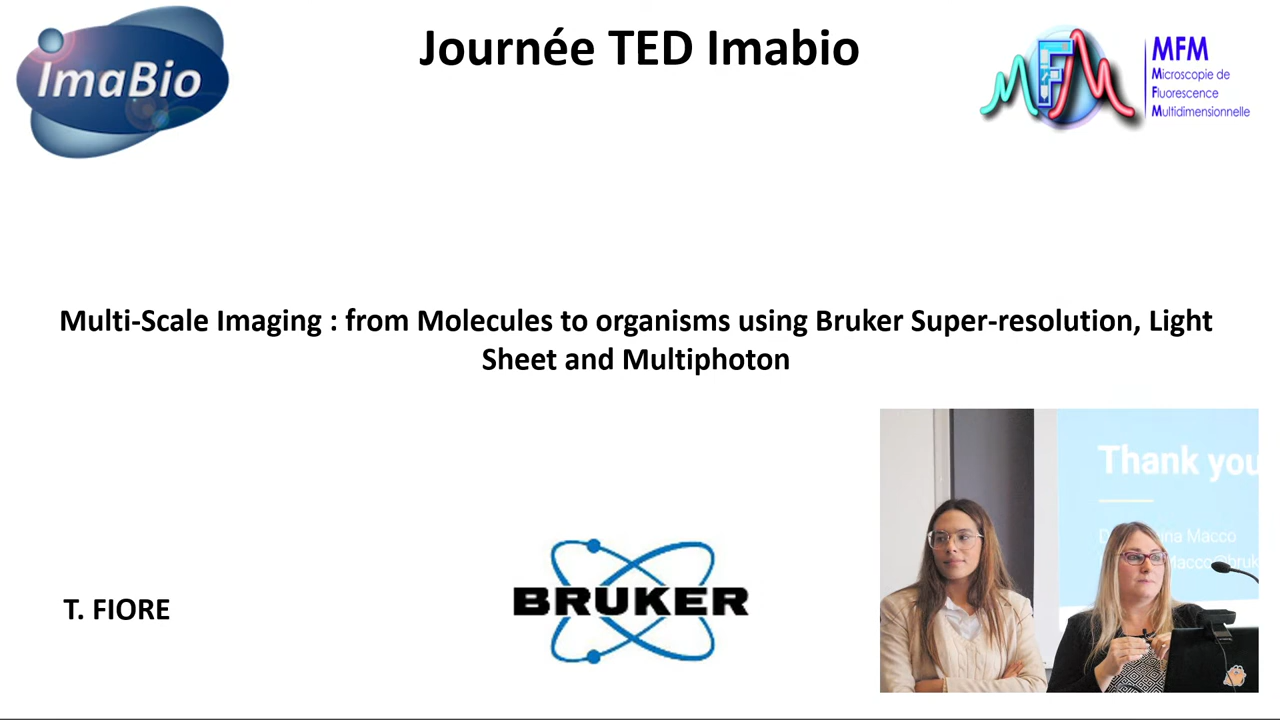 ImaBio
Journée TED Imabio
MFM
Microscopie de
Fluorescence
Multidimensionnelle
Multi-Scale Imaging : from Molecules to organisms using Bruker Super-resolution, Light
Sheet and Multiphoton
Thank you
Macco
T. FIORE
BRUKER